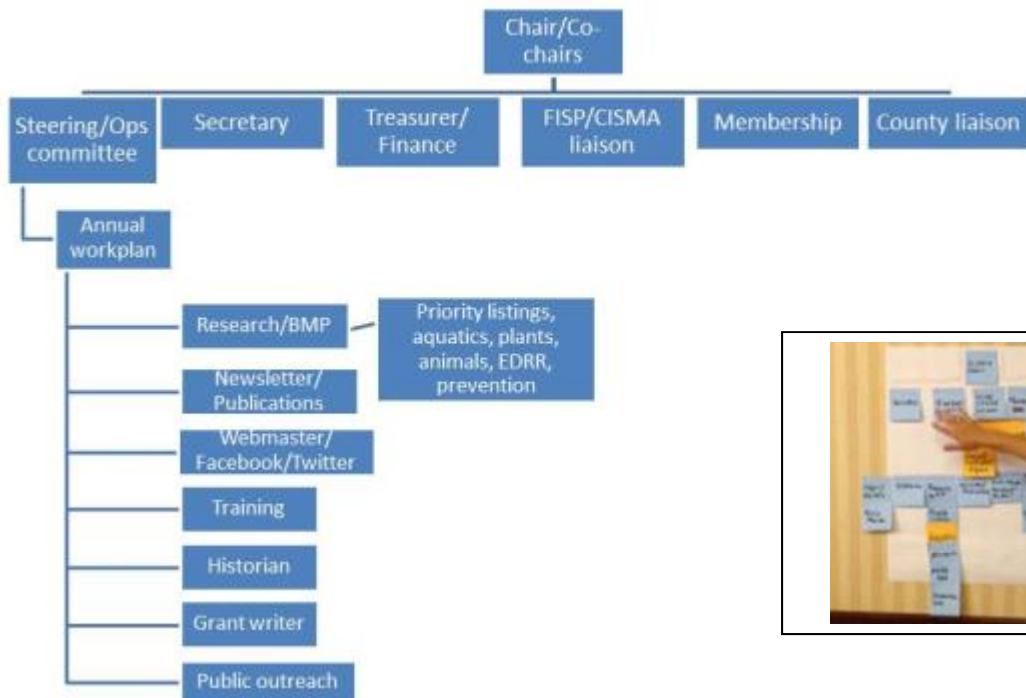 Chair/Co-
chairs
Steering/Ops
committee
Secretary
Treasurer/
Finance
FISP/CISMA
liaison
Membership
County liaison
Annual
workplan
Research/BMP
Priority listings,
aquatics, plants,
animals, EDRR,
prevention
Newsletter/
Publications
Webmaster/
Facebook/Twitter
Training
Historian
Grant writer
Public outreach